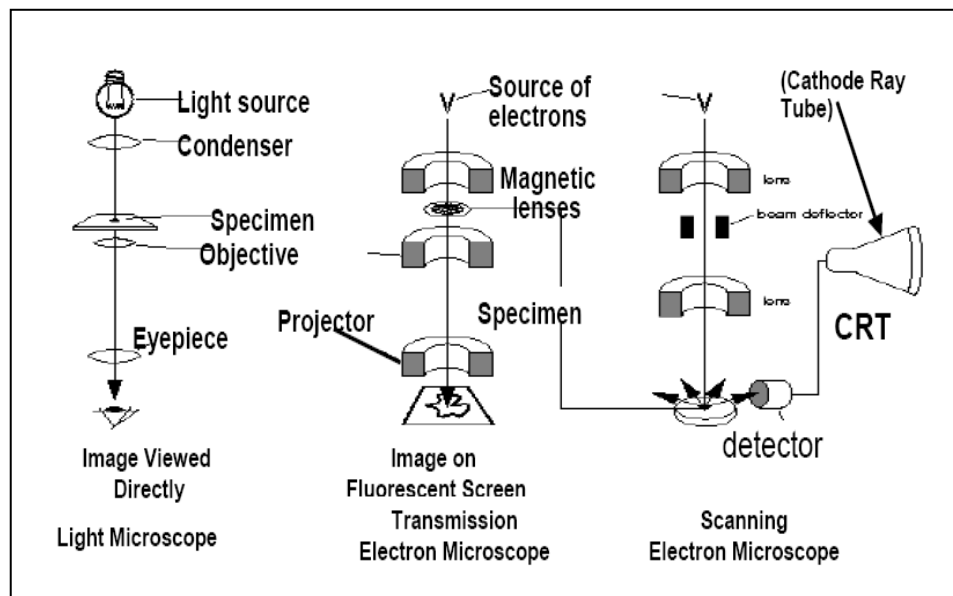 Light source
Condenser
Specimen
Objective
Eyepiece
Image Viewed
Directly
Light Microscope
Source of
electrons
Magnetic
lenses
Specimen
Projector
Image on
Fluorescent Screen
Transmission
Electron Microscope
(Cathode Ray
Tube)
lens
beam deflector
lens
CRT
detector
Scanning
Electron Microscope